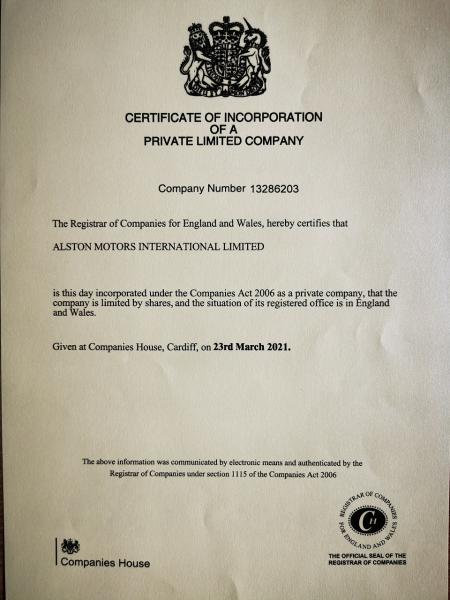 CERTIFICATE OF INCORPORATION
OF A
PRIVATE LIMITED COMPANY
Company Number 13286203
The Registrar of Companies for England and Wales, hereby certifies that
ALSTON MOTORS INTERNATIONAL LIMITED
is this day incorporated under the Companies Act 2006 as a private company, that the
company is limited by shares, and the situation of its registered office is in England
and Wales.
Given at Companies House, Cardiff, on 23rd March 2021.
The above information was communicated by electronic means and authenticated by the
Registrar of Companies under section 1115 of the Companies Act 2006
Companies House
REGISTRAR OF COMPANIES
FOR ENGLAND AND WALES
CH
THE OFFICIAL SEAL OF THE
REGISTRAR OF COMPANIES